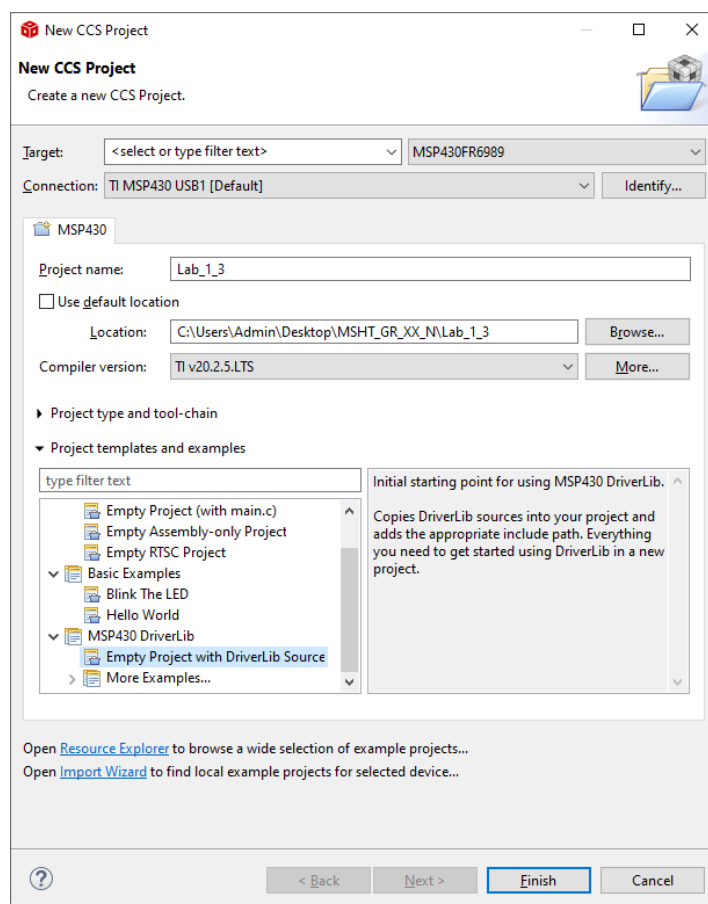 New CCS Project
New CCS Project
Create a new CCS Project.
Target: <select or type filter text> MSP430FR6989
Connection: TI MSP430 USB1 [Default] Identify...
MSP430
Project name: Lab_1_3
Use default location
Location: C:\Users\Admin\Desktop\MSHT_GR_XX_N\Lab_1_3 Browse...
Compiler version: TI v20.2.5.LTS More...
Project type and tool-chain
Project templates and examples
type filter text
Empty Project (with main.c)
Empty Assembly-only Project
Empty RTSC Project
Basic Examples
Blink The LED
Hello World
MSP430 DriverLib
Empty Project with DriverLib Source
More Examples...
Initial starting point for using MSP430 DriverLib.
Copies DriverLib sources into your project and
adds the appropriate include path. Everything
you need to get started using DriverLib in a new
project.
Open Resource Explorer to browse a wide selection of example projects...
Open Import Wizard to find local example projects for selected device...
? < Back Next > Finish Cancel